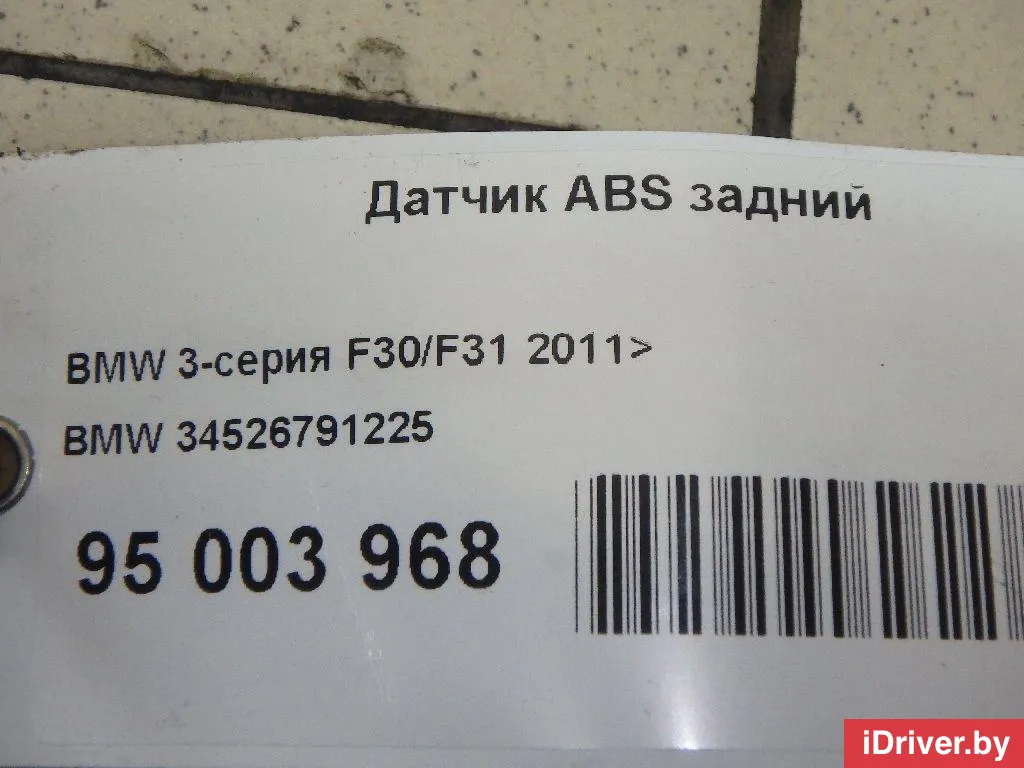 Датчик ABS задний
BMW 3-серия F30/F31 2011>
BMW 34526791225
95 003 968
iDriver.by